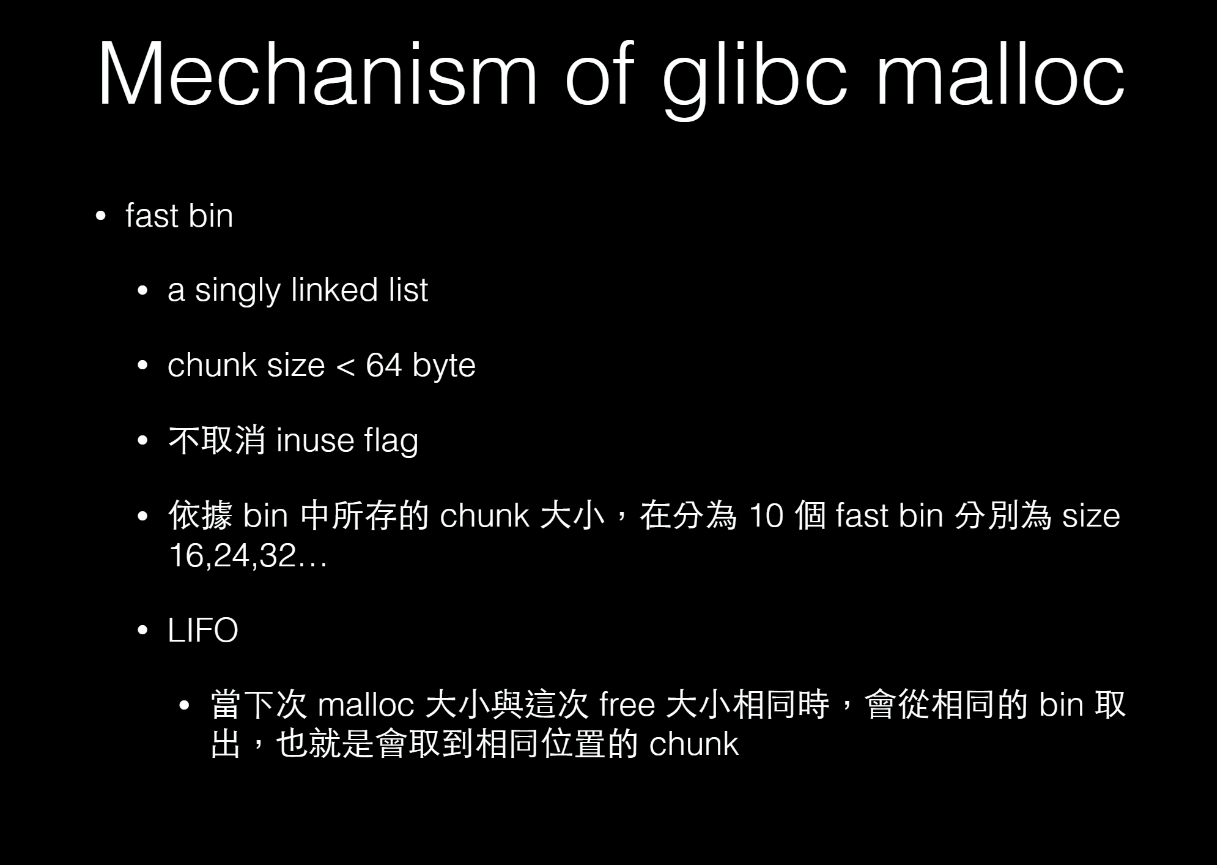 Mechanism of glibc malloc
• fast bin
• a singly linked list
• chunk size < 64 byte
• 不取消 inuse flag
• 依據 bin 中所存的 chunk 大小，在分為 10 個 fast bin 分別為 size
16,24,32…
• LIFO
• 當下次 malloc 大小與這次 free 大小相同時，會從相同的 bin 取
出，也就是會取到相同位置的 chunk